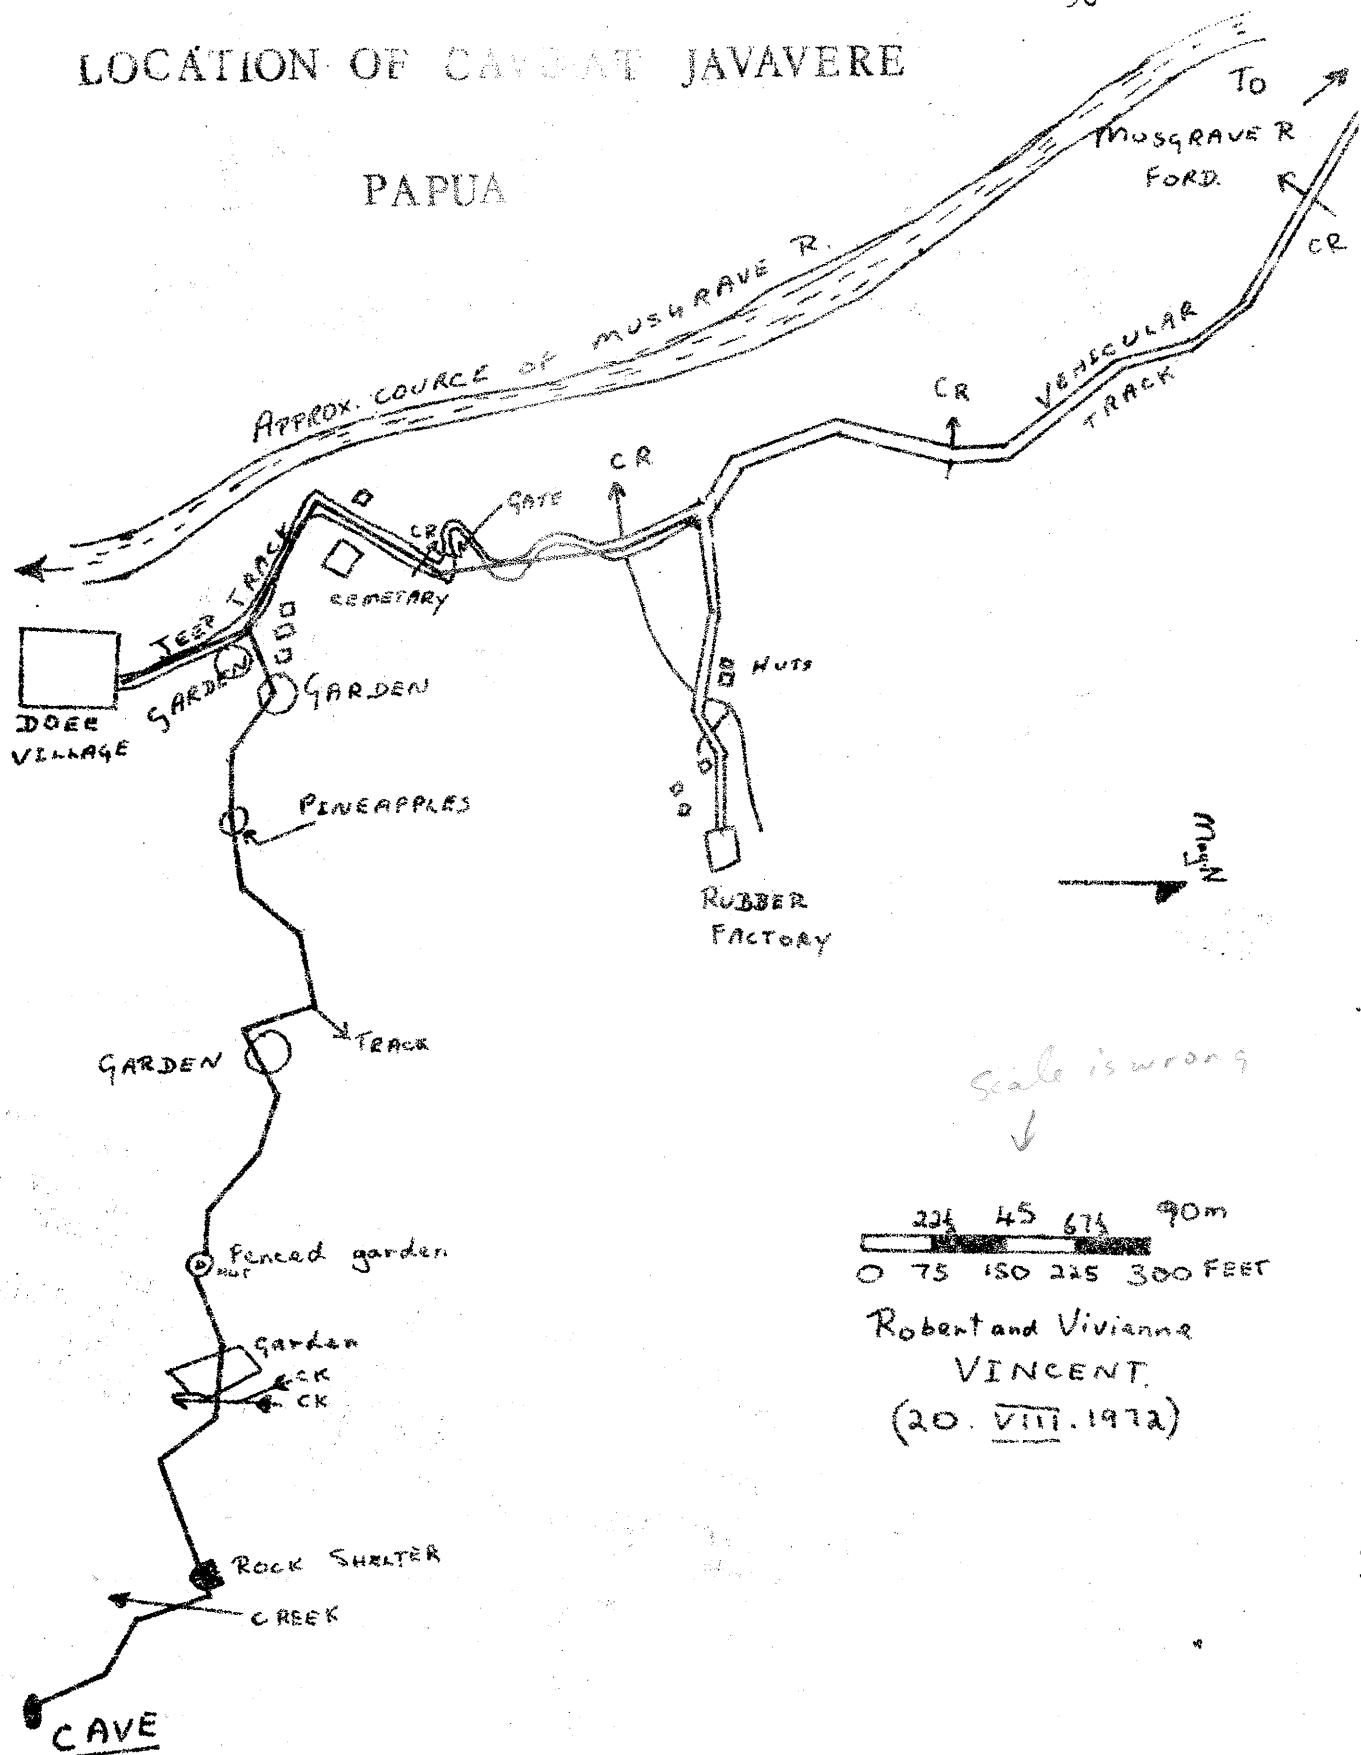 LOCATION OF CAVE AT JAVAVERE
PAPUA
TO
MUSGRAVE R
FORD.
CR
APPROX. COURCE OF MUSGRAVE R.
VEHICULAR
TRACK
CR
CR
GATE
CR
CEMETARY
JEEP TRACK
GARDEN
GARDEN
HUTS
VILLAGE
PINEAPPLES
RUBBER
FACTORY
Mag N
TRACK
GARDEN
Scale is wrong
22½ 45 67½ 90m
0 75 150 225 300 FEET
Fenced garden
HUT
Robert and Vivianne
VINCENT.
(20. VIII. 1972)
garden
CK
CK
ROCK SHELTER
CREEK
CAVE